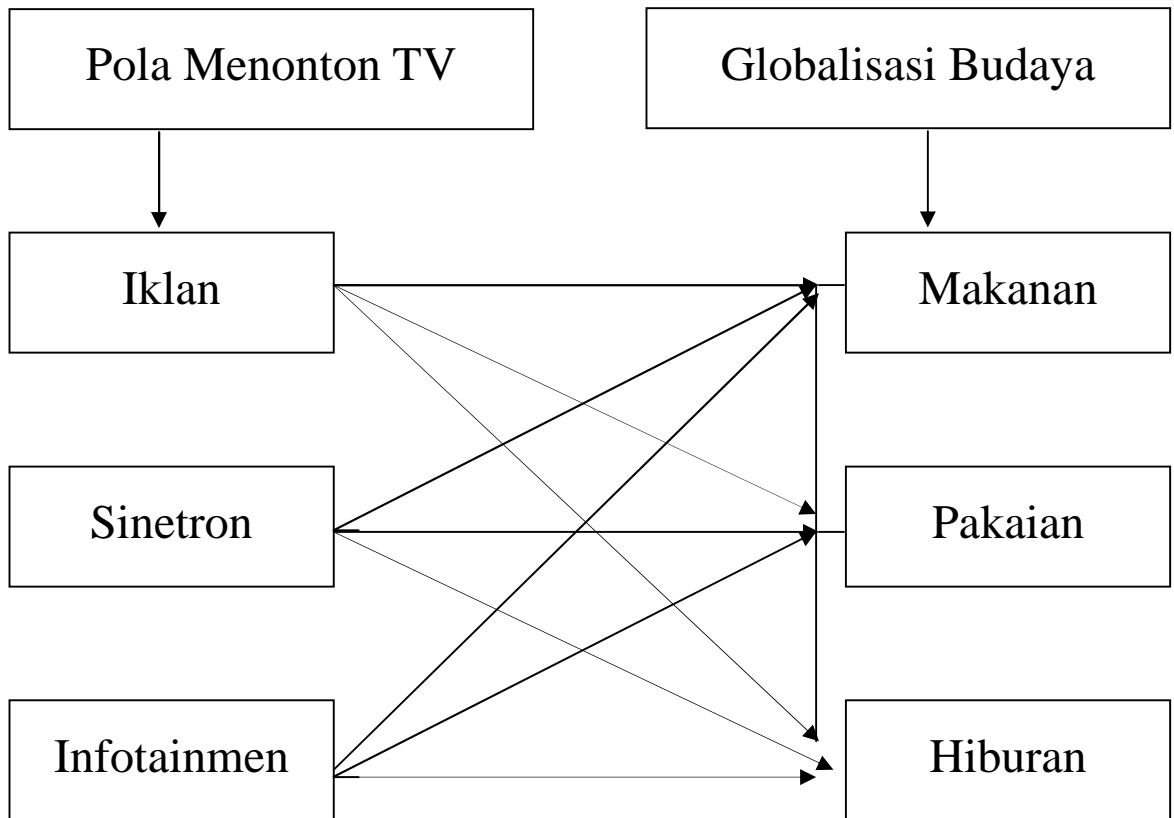 Pola Menonton TV
Globalisasi Budaya
Iklan
Makanan
Sinetron
Pakaian
Infotainmen
Hiburan